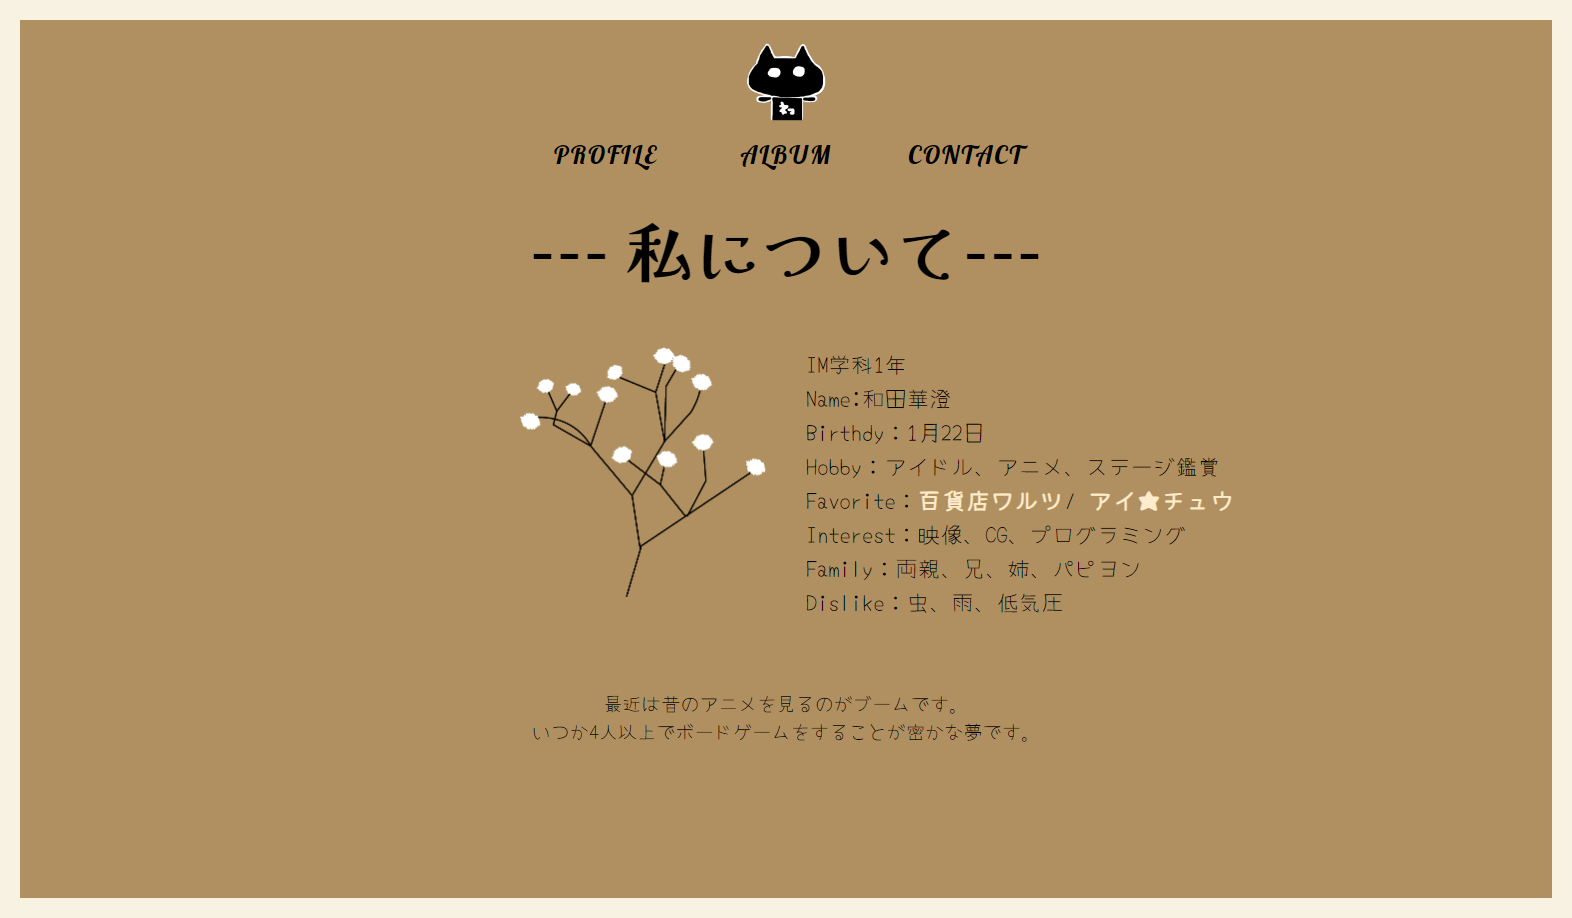 ねっ
PROFILE ALBUM CONTACT
--- 私について---
IM学科1年
Name:和田華澄
Birthdy：1月22日
Hobby：アイドル、アニメ、ステージ鑑賞
Favorite：百貨店ワルツ/ アイ★チュウ
Interest：映像、CG、プログラミング
Family：両親、兄、姉、パピヨン
Dislike：虫、雨、低気圧
最近は昔のアニメを見るのがブームです。
いつか4人以上でボードゲームをすることが密かな夢です。